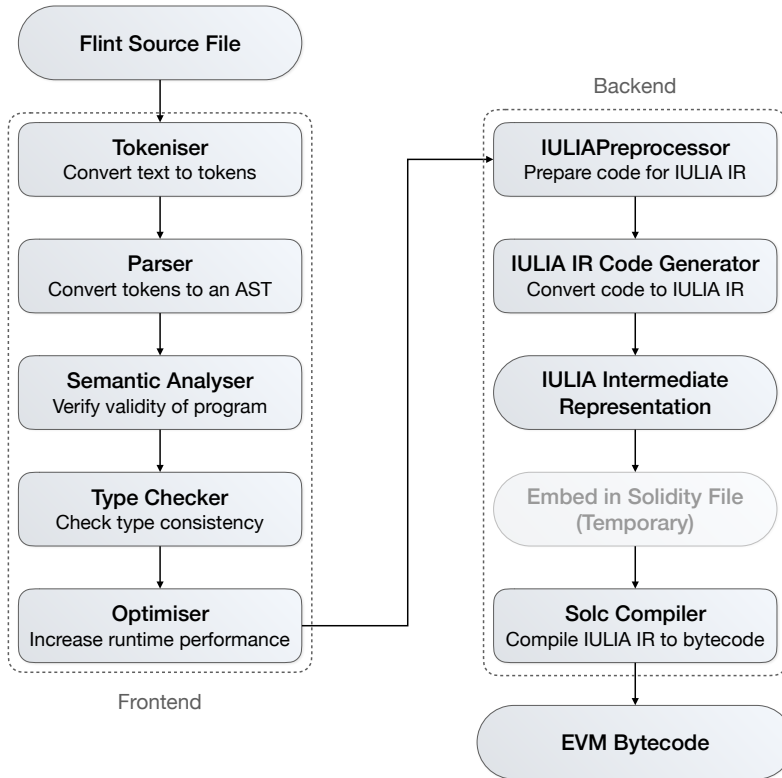 Flint Source File
Tokeniser
Convert text to tokens
Parser
Convert tokens to an AST
Semantic Analyser
Verify validity of program
Type Checker
Check type consistency
Optimiser
Increase runtime performance
Frontend
Backend
IULIAPreprocessor
Prepare code for IULIA IR
IULIA IR Code Generator
Convert code to IULIA IR
IULIA Intermediate
Representation
Embed in Solidity File
(Temporary)
Solc Compiler
Compile IULIA IR to bytecode
EVM Bytecode